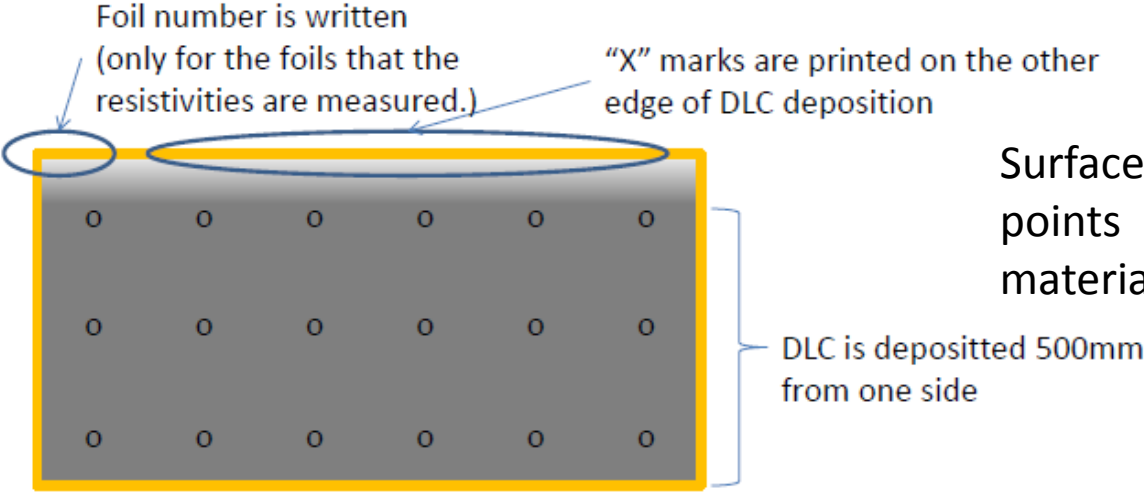 Foil number is written
(only for the foils that the
resistivities are measured.)
“X” marks are printed on the other
edge of DLC deposition
Surface
points
o o o o o o
o o o o o o
DLC is depositted 500mm
from one side
o o o o o o